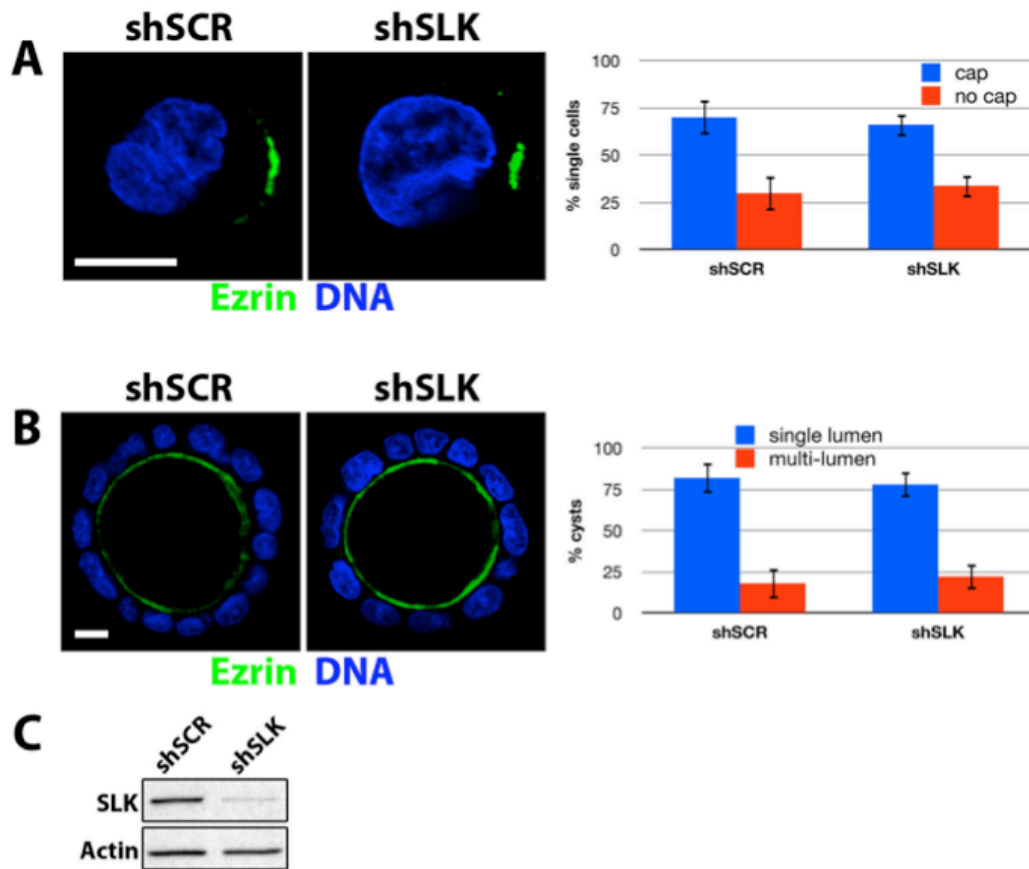 A
shSCR shSLK
Ezrin DNA
100
75
50
25
0
% single cells
cap
no cap
shSCR shSLK
B
shSCR shSLK
Ezrin DNA
100
75
50
25
0
% cysts
single lumen
multi-lumen
shSCR shSLK
C
shSCR shSLK
SLK
Actin